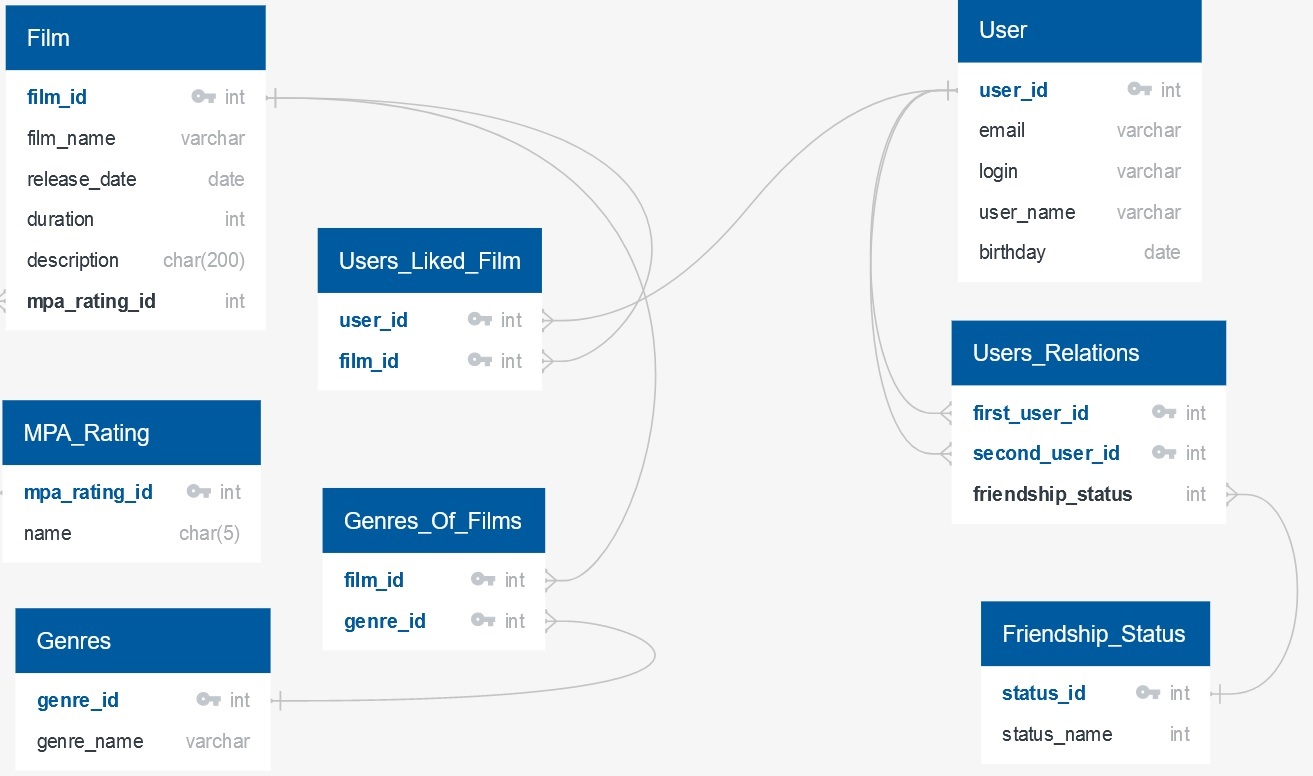 Film
film_id int
film_name varchar
release_date date
duration int
description char(200)
mpa_rating_id int
MPA_Rating
mpa_rating_id int
name char(5)
Genres
genre_id int
genre_name varchar
Users_Liked_Film
user_id int
film_id int
Genres_Of_Films
film_id int
genre_id int
User
user_id int
email varchar
login varchar
user_name varchar
birthday date
Users_Relations
first_user_id int
second_user_id int
friendship_status int
Friendship_Status
status_id int
status_name int